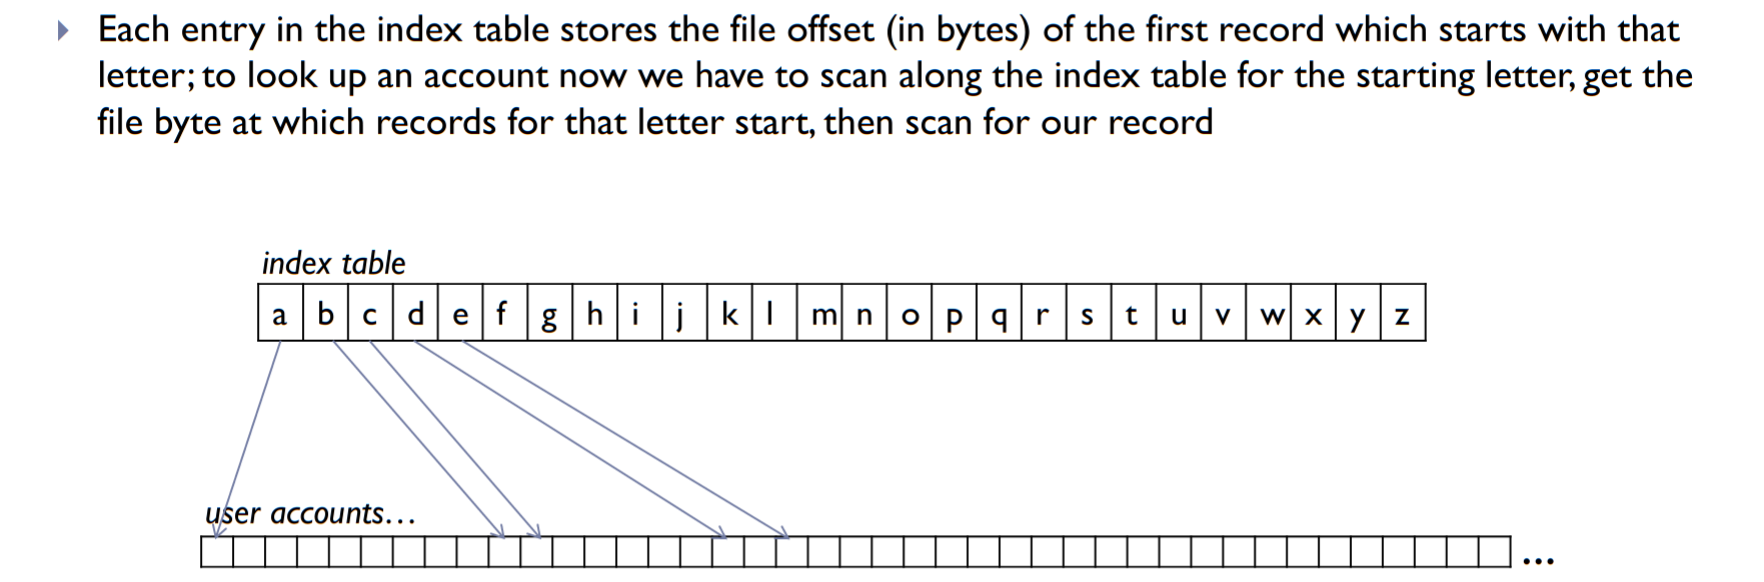 Each entry in the index table stores the file offset (in bytes) of the first record which starts with that
letter; to look up an account now we have to scan along the index table for the starting letter, get the
file byte at which records for that letter start, then scan for our record
index table
a b c d e f g h i j k l m n o p q r s t u v w x y z
user accounts...
...